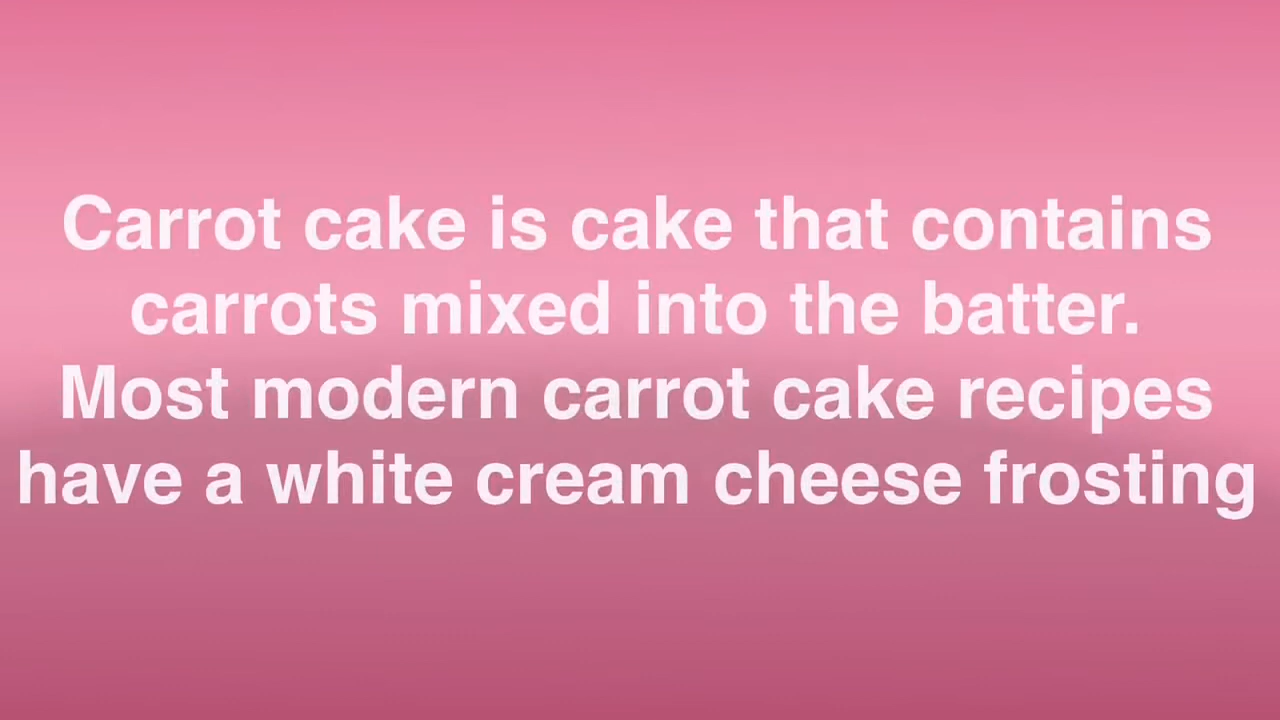 Carrot cake is cake that contains
carrots mixed into the batter.
Most modern carrot cake recipes
have a white cream cheese frosting